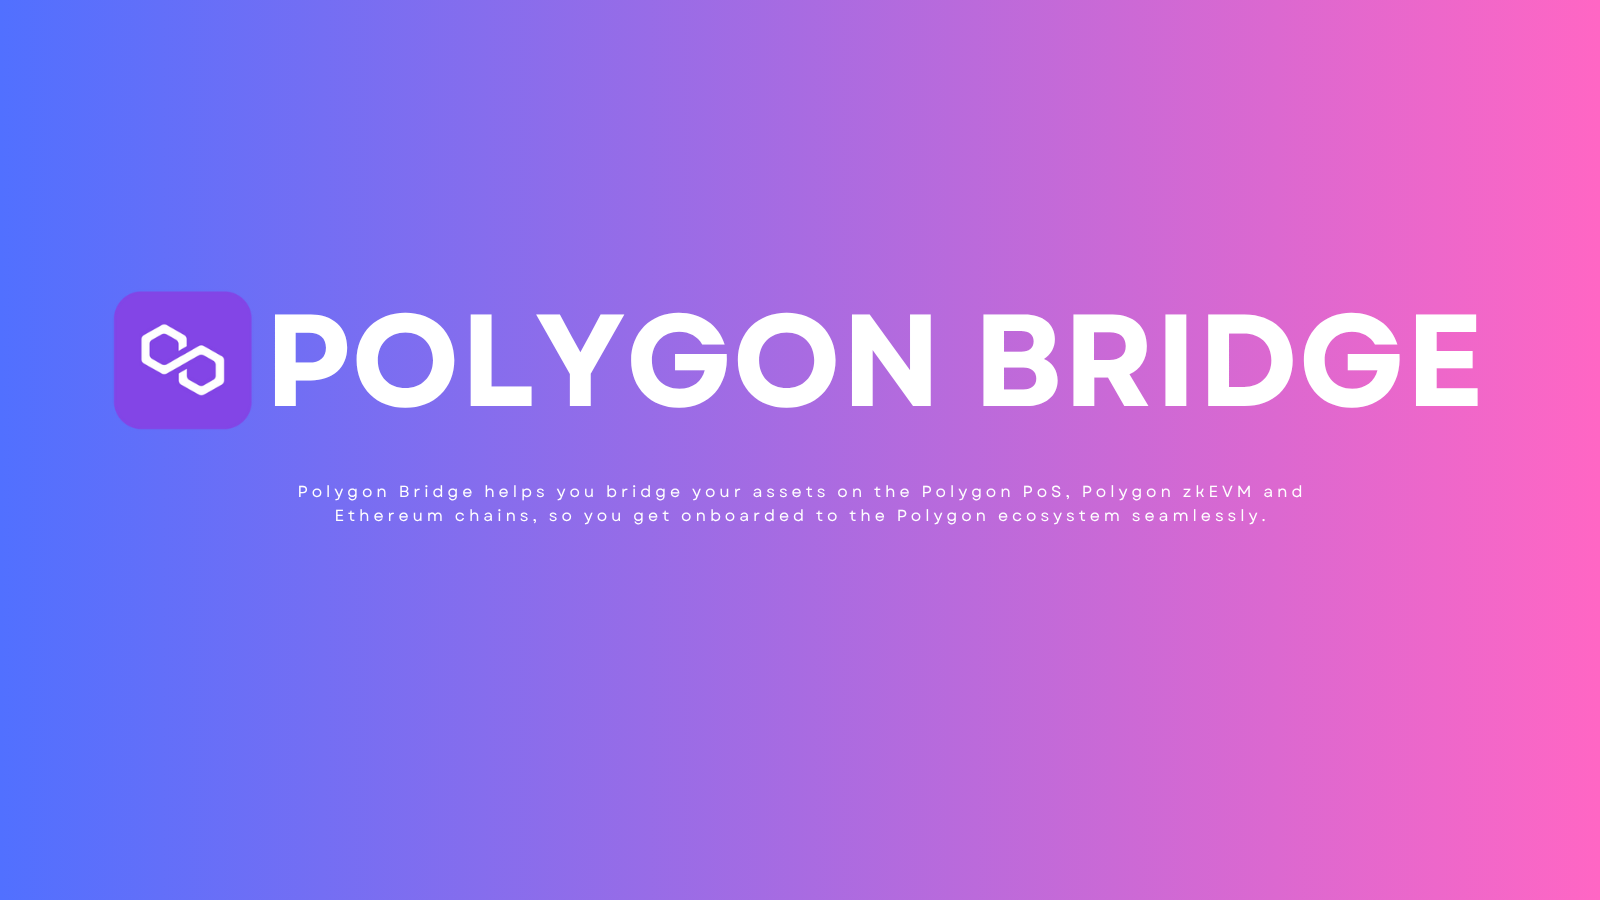 POLYGON BRIDGE
Polygon Bridge helps you bridge your assets on the Polygon PoS, Polygon zkEVM and
Ethereum chains, so you get onboarded to the Polygon ecosystem seamlessly.